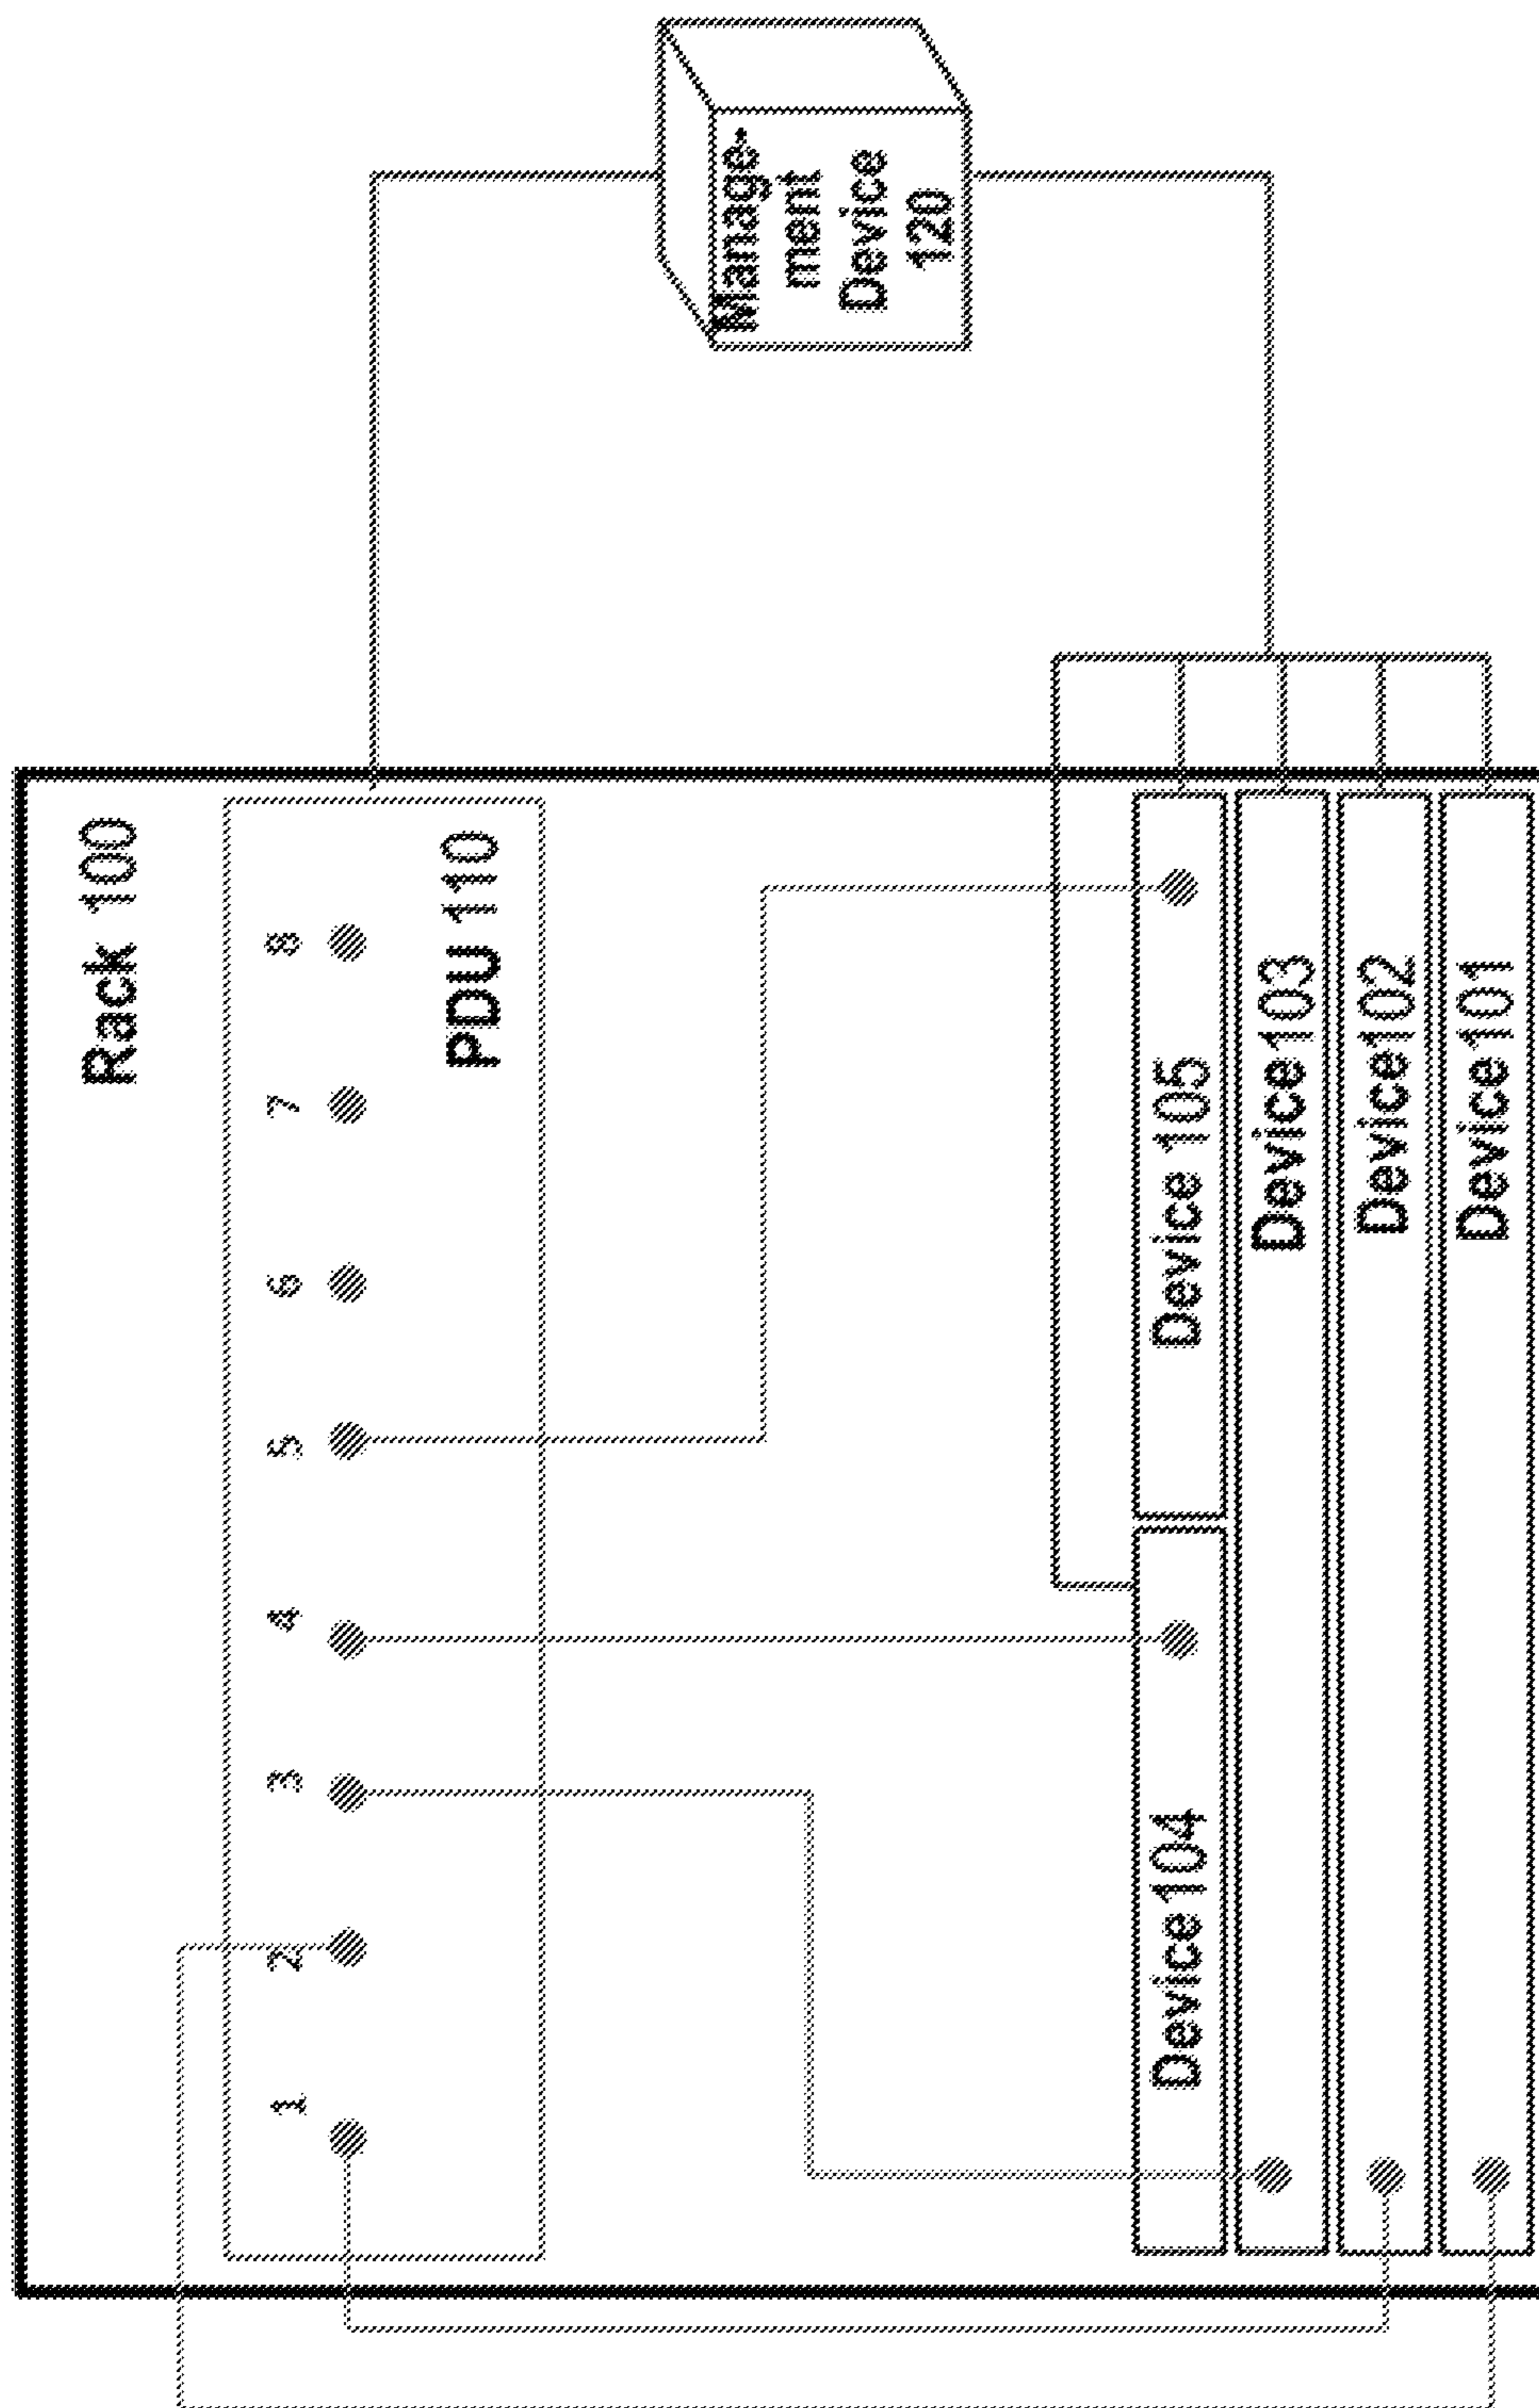 Rack 100
1 2 3 4 5 6 7 8
PDU 110
Manage-
ment
Device
120
Device 104
Device 105
Device 103
Device 102
Device 101